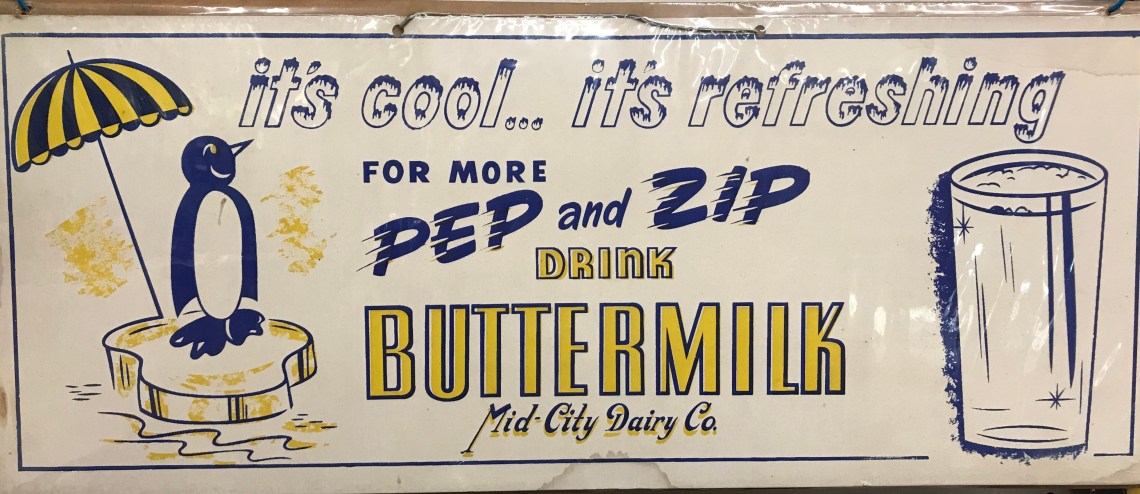 it's cool... it's refreshing
FOR MORE
PEP and ZIP
DRINK
BUTTERMILK
Mid-City Dairy Co.